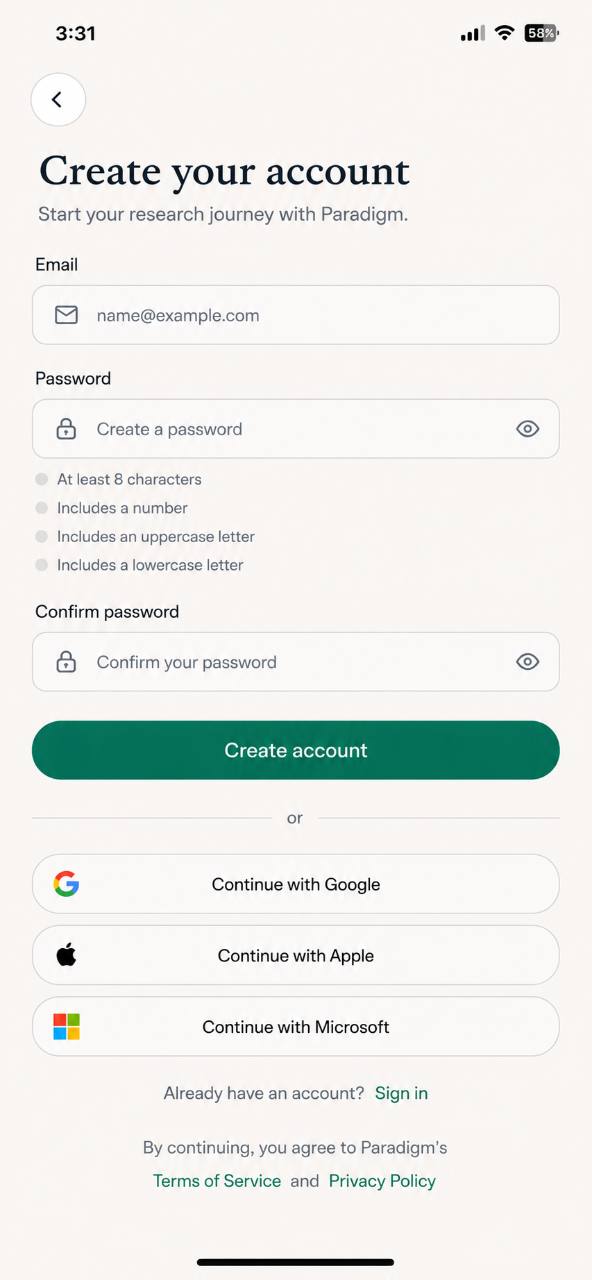 3:31
58%
Create your account
Start your research journey with Paradigm.
Email
name@example.com
Password
Create a password
At least 8 characters
Includes a number
Includes an uppercase letter
Includes a lowercase letter
Confirm password
Confirm your password
Create account
or
Continue with Google
Continue with Apple
Continue with Microsoft
Already have an account? Sign in
By continuing, you agree to Paradigm's
Terms of Service and Privacy Policy